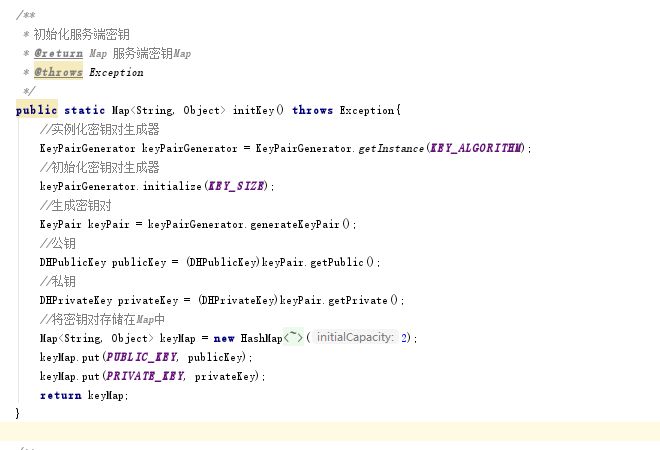 /**
 * 初始化服务端密钥
 * @return Map 服务端密钥Map
 * @throws Exception
 */
public static Map<String, Object> initKey() throws Exception{
//实例化密钥对生成器
KeyPairGenerator keyPairGenerator = KeyPairGenerator.getInstance(KEY_ALGORITHM);
//初始化密钥对生成器
keyPairGenerator.initialize(KEY_SIZE);
//生成密钥对
KeyPair keyPair = keyPairGenerator.generateKeyPair();
//公钥
DHPublicKey publicKey = (DHPublicKey)keyPair.getPublic();
//私钥
DHPrivateKey privateKey = (DHPrivateKey)keyPair.getPrivate();
//将密钥对存储在Map中
Map<String, Object> keyMap = new HashMap<~>( initialCapacity: 2);
keyMap.put(PUBLIC_KEY, publicKey);
keyMap.put(PRIVATE_KEY, privateKey);
return keyMap;
}